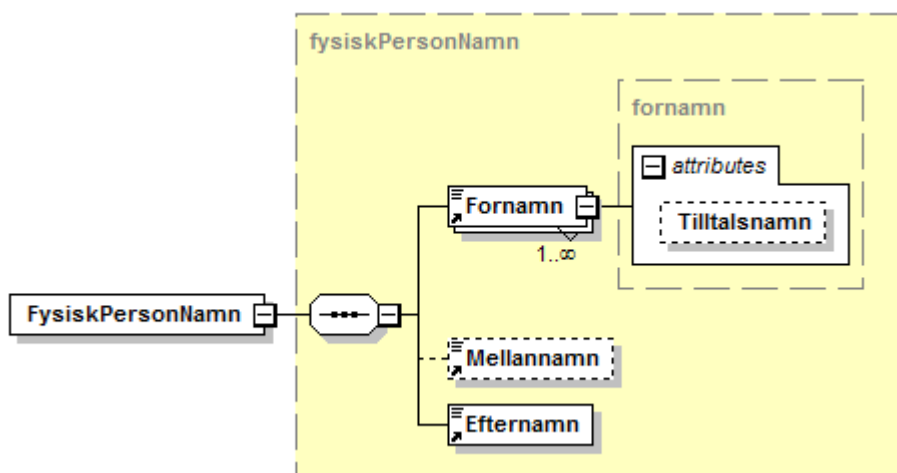 fysiskPersonNamn
fornamn
attributes
Fornamn
Tilltalsnamn
1..∞
FysiskPersonNamn
Mellannamn
Efternamn